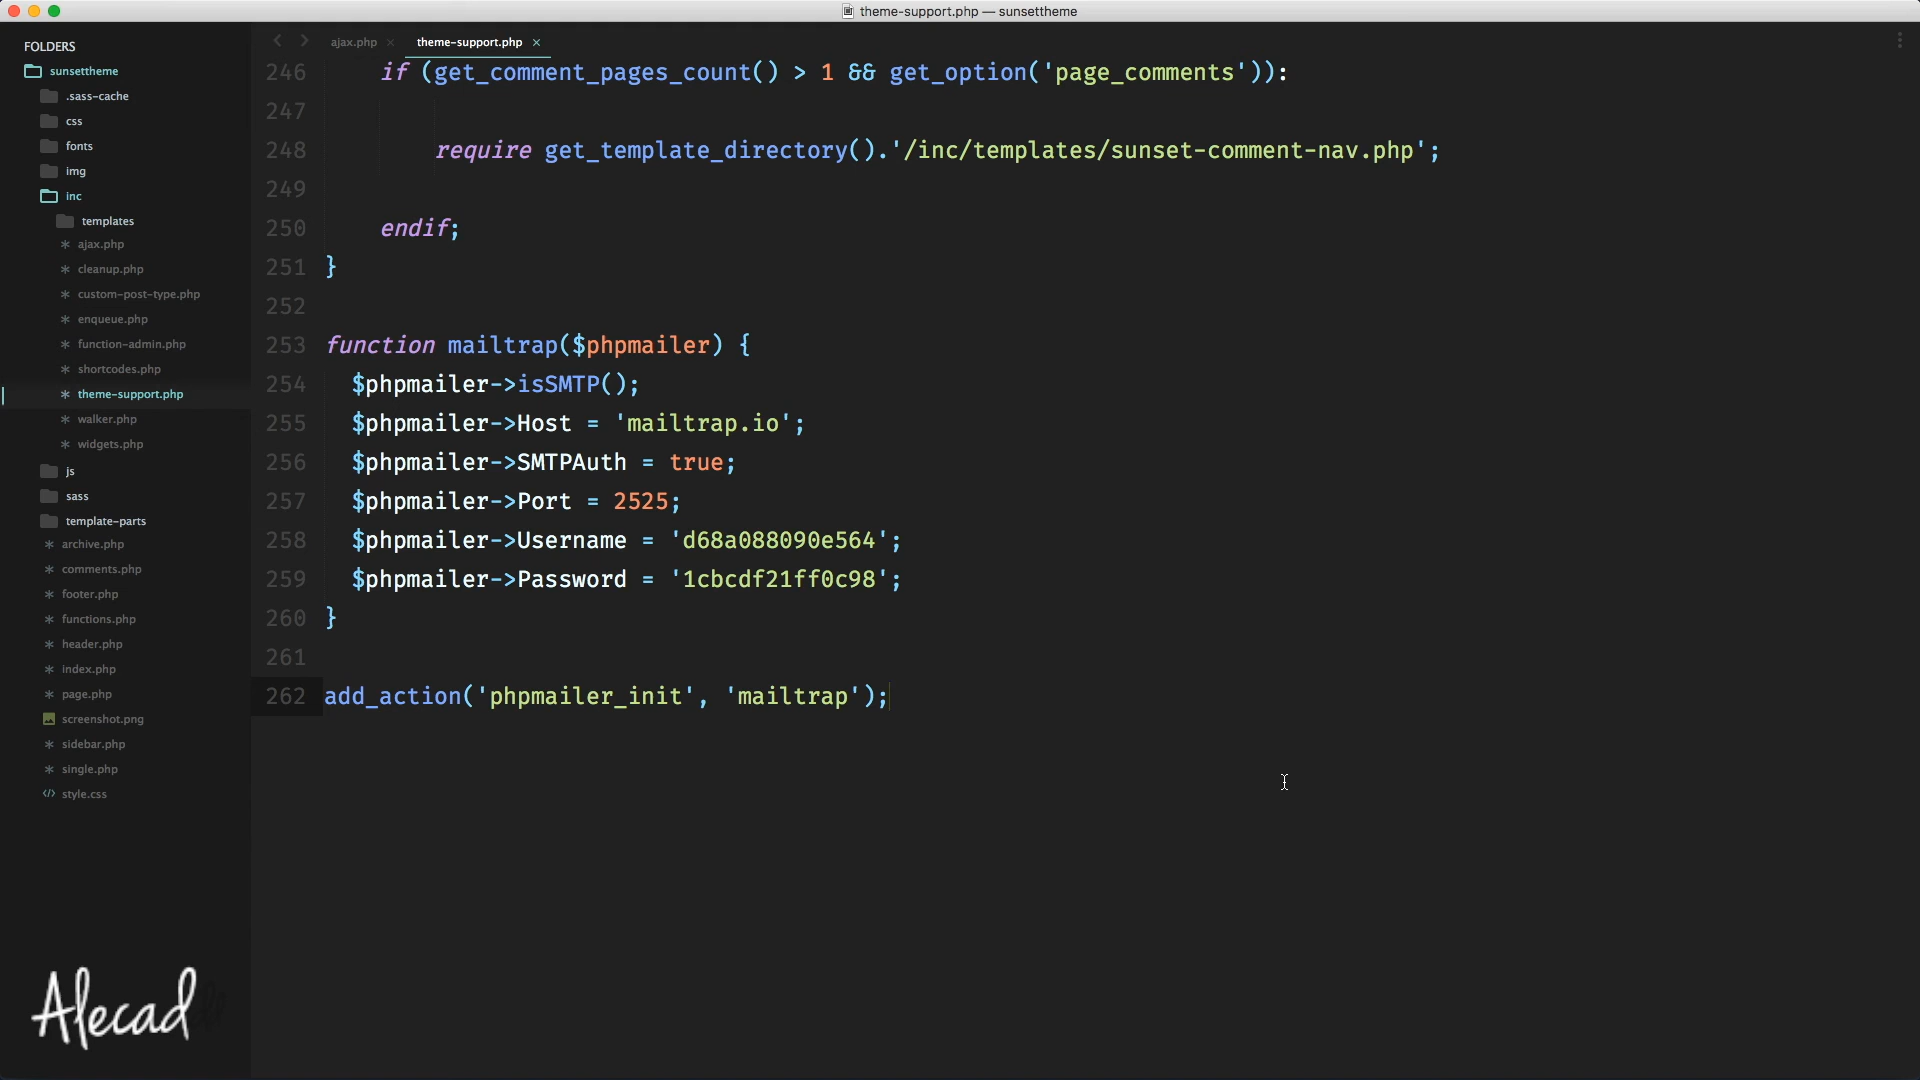 theme-support.php — sunsettheme
FOLDERS
sunsettheme
.sass-cache
css
fonts
img
inc
templates
ajax.php
cleanup.php
custom-post-type.php
enqueue.php
function-admin.php
shortcodes.php
theme-support.php
walker.php
widgets.php
js
sass
template-parts
archive.php
comments.php
footer.php
functions.php
header.php
index.php
page.php
screenshot.png
sidebar.php
single.php
style.css
ajax.php × theme-support.php ×
246 if (get_comment_pages_count() > 1 && get_option('page_comments')):
247
248 require get_template_directory().'/inc/templates/sunset-comment-nav.php';
249
250 endif;
251 }
252
253 function mailtrap($phpmailer) {
254 $phpmailer->isSMTP();
255 $phpmailer->Host = 'mailtrap.io';
256 $phpmailer->SMTPAuth = true;
257 $phpmailer->Port = 2525;
258 $phpmailer->Username = 'd68a088090e564';
259 $phpmailer->Password = '1cbcdf21ff0c98';
260 }
261
262 add_action('phpmailer_init', 'mailtrap');
Alecad